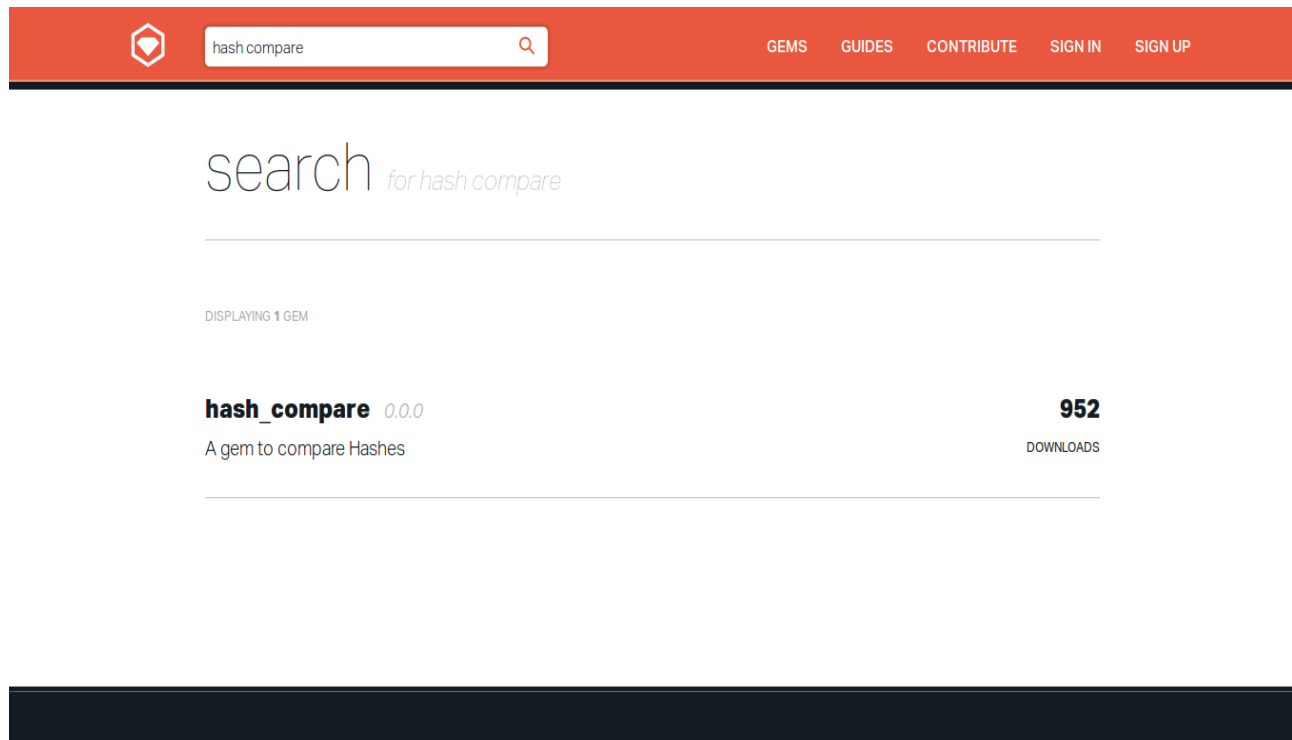 hash compare
GEMS GUIDES CONTRIBUTE SIGN IN SIGN UP
search for hash compare
DISPLAYING 1 GEM
hash_compare 0.0.0
952
A gem to compare Hashes
DOWNLOADS